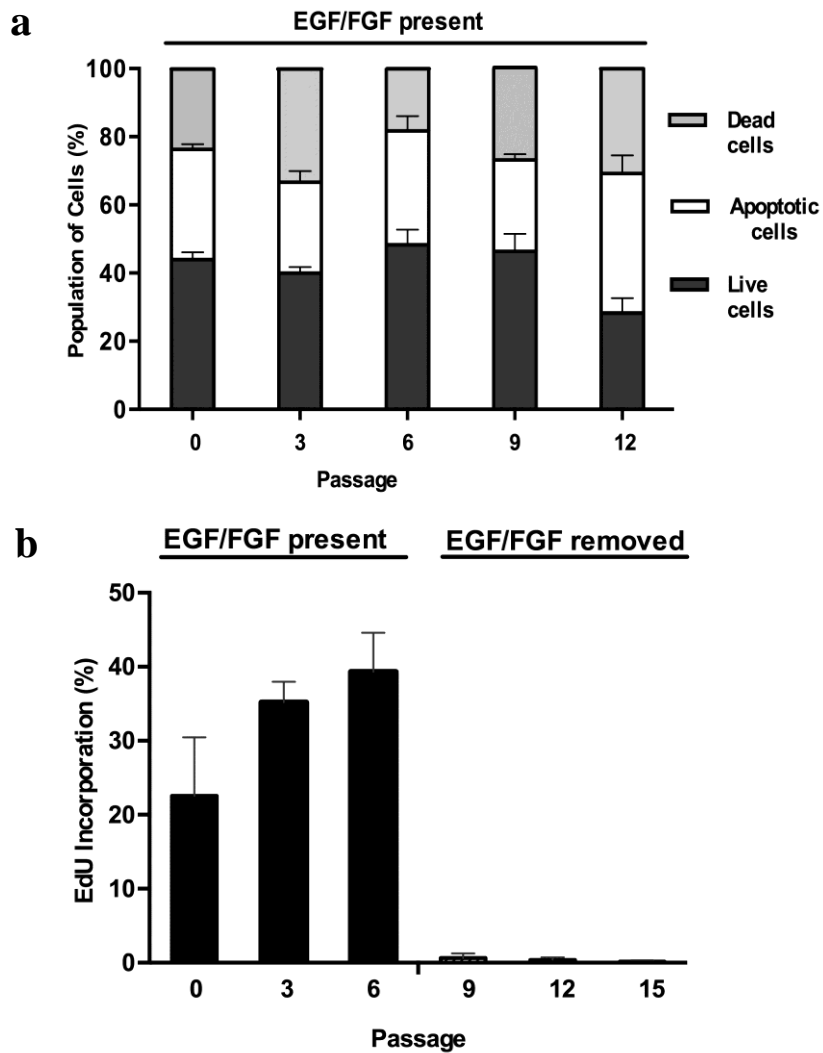 a
EGF/FGF present
100
80
60
40
20
0
Population of Cells (%)
0 3 6 9 12
Passage
Dead
cells
Apoptotic
cells
Live
cells
b
EGF/FGF present EGF/FGF removed
50
40
30
20
10
0
EdU Incorporation (%)
0 3 6 9 12 15
Passage